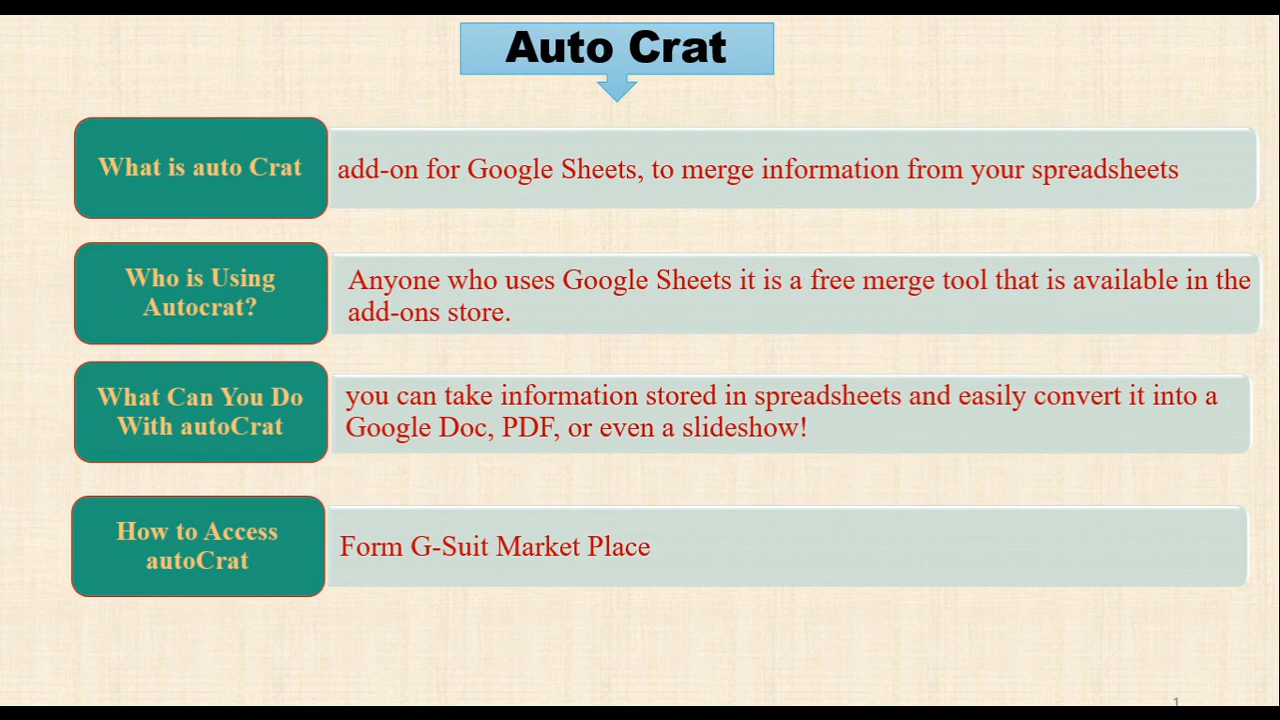 Auto Crat
What is auto Crat
add-on for Google Sheets, to merge information from your spreadsheets
Who is Using
Autocrat?
Anyone who uses Google Sheets it is a free merge tool that is available in the
add-ons store.
What Can You Do
With autoCrat
you can take information stored in spreadsheets and easily convert it into a
Google Doc, PDF, or even a slideshow!
How to Access
autoCrat
Form G-Suit Market Place
1